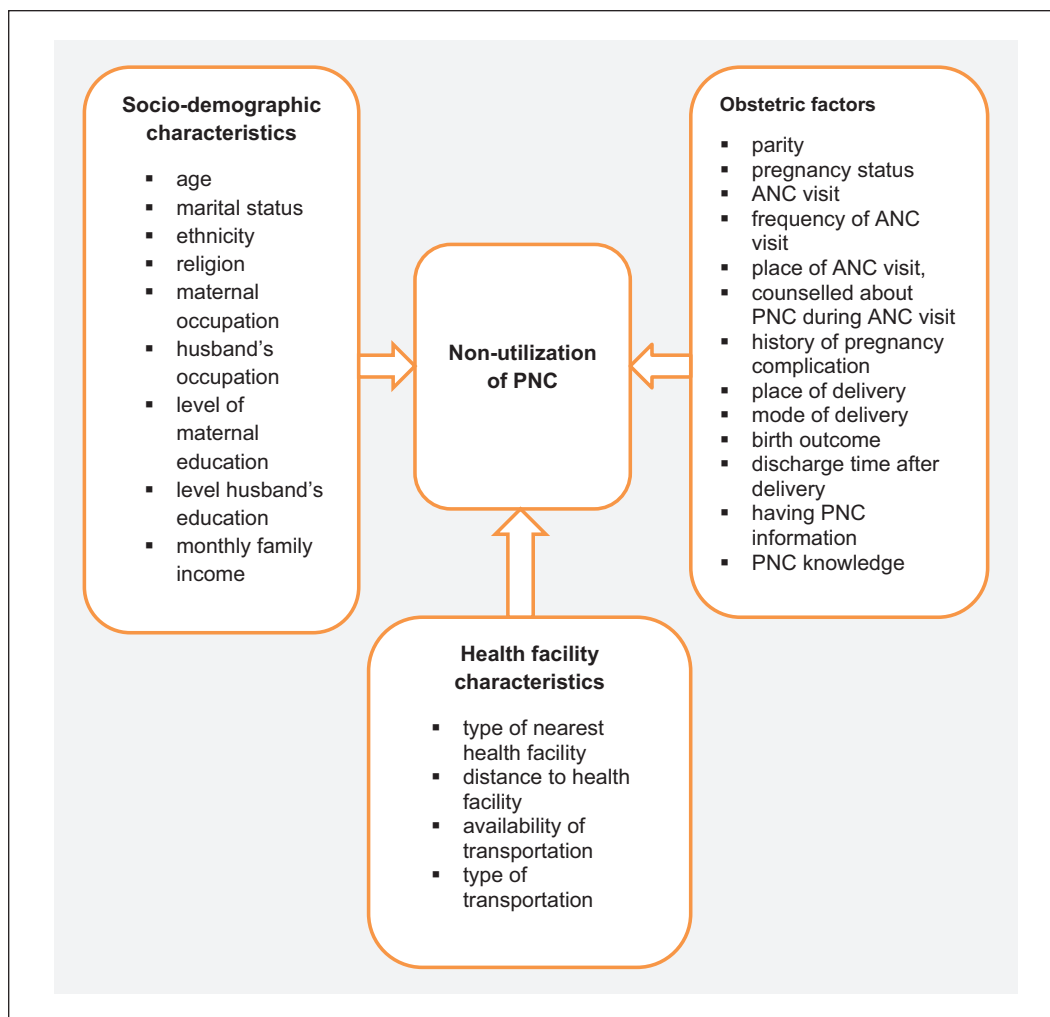 Socio-demographic
characteristics
▪ age
▪ marital status
▪ ethnicity
▪ religion
▪ maternal
occupation
▪ husband's
occupation
▪ level of
maternal
education
▪ level husband's
education
▪ monthly family
income
Non-utilization
of PNC
Obstetric factors
▪ parity
▪ pregnancy status
▪ ANC visit
▪ frequency of ANC
visit
▪ place of ANC visit,
▪ counselled about
PNC during ANC visit
▪ history of pregnancy
complication
▪ place of delivery
▪ mode of delivery
▪ birth outcome
▪ discharge time after
delivery
▪ having PNC
information
▪ PNC knowledge
Health facility
characteristics
▪ type of nearest
health facility
▪ distance to health
facility
▪ availability of
transportation
▪ type of
transportation